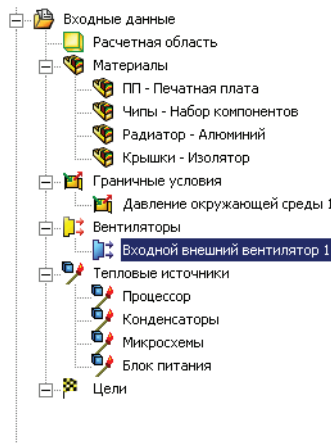 Входные данные
Расчетная область
Материалы
ПП - Печатная плата
Чипы - Набор компонентов
Радиатор - Алюминий
Крышки - Изолятор
Граничные условия
Давление окружающей среды 1
Вентиляторы
Входной внешний вентилятор 1
Тепловые источники
Процессор
Конденсаторы
Микросхемы
Блок питания
Цели